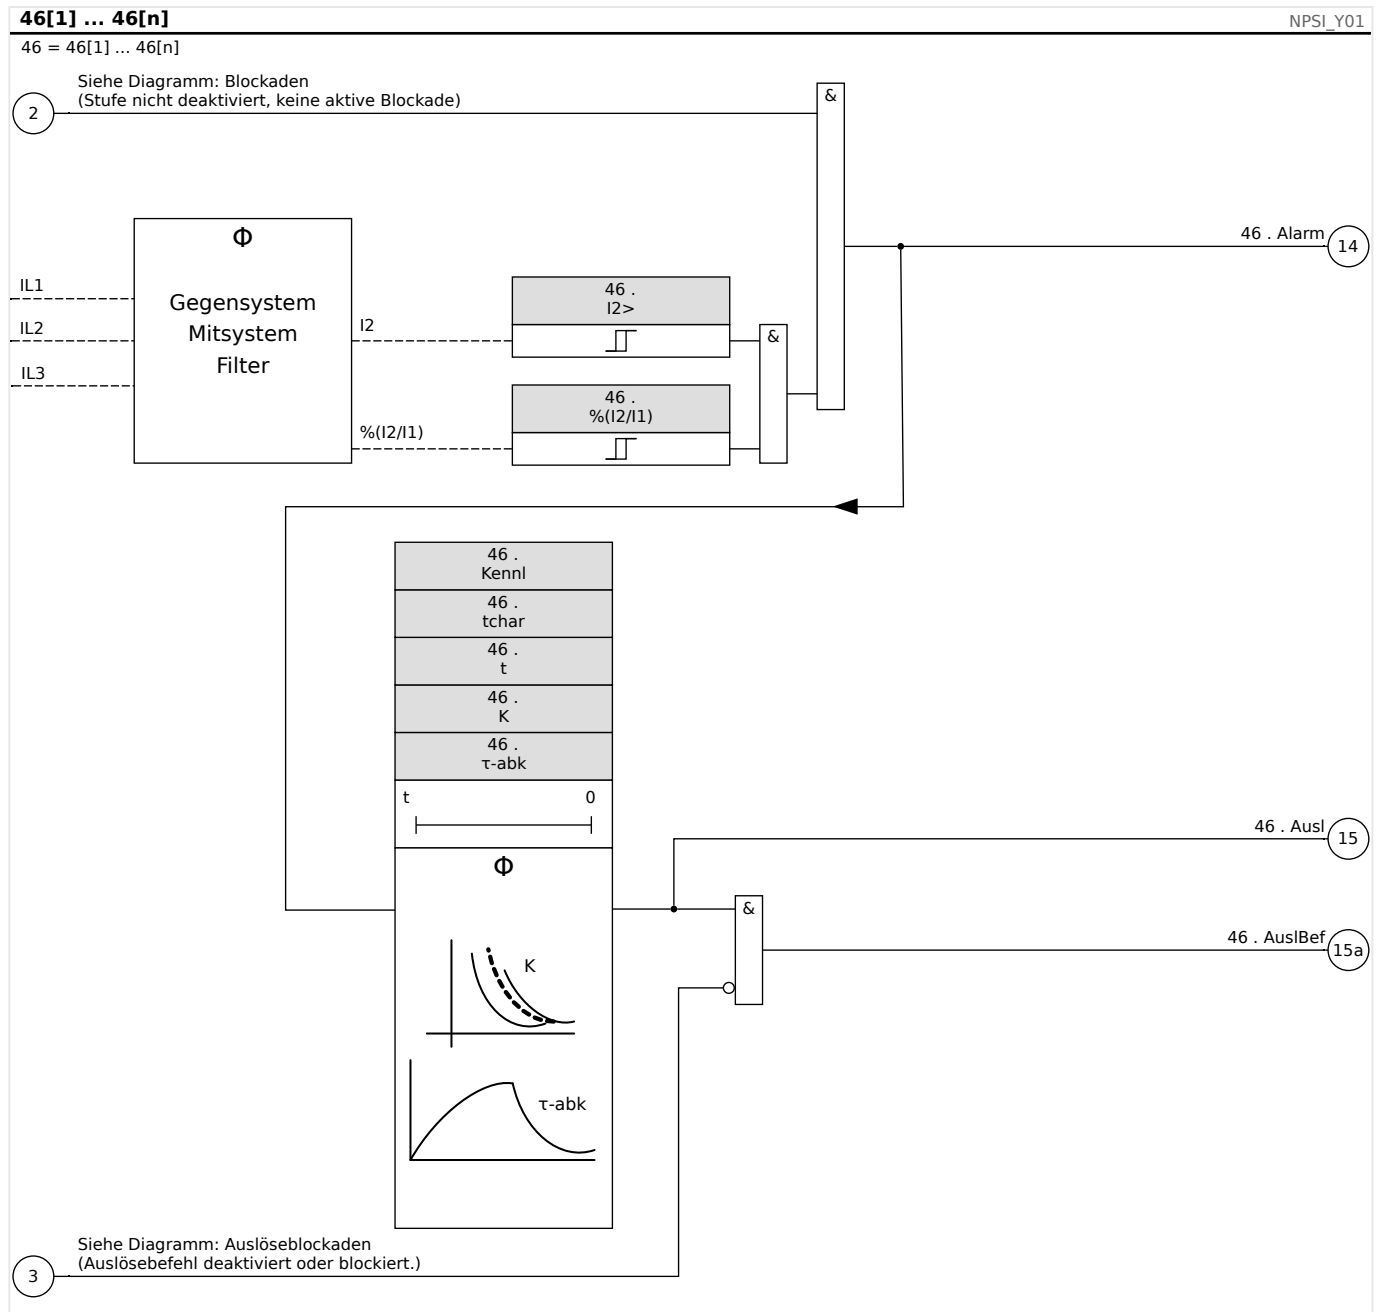 46[1] ... 46[n]
NPSI_Y01
46 = 46[1] ... 46[n]
Siehe Diagramm: Blockaden
(Stufe nicht deaktiviert, keine aktive Blockade)
2
&
46 . Alarm
14
Φ
Gegensystem
Mitsystem
Filter
IL1
IL2
IL3
I2
%(I2/I1)
46 .
I2>
46 .
%(I2/I1)
&
46 .
Kennl
46 .
tchar
46 .
t
46 .
K
46 .
τ-abk
t
0
Φ
K
τ-abk
46 . Ausl
15
&
46 . AuslBef
15a
Siehe Diagramm: Auslöseblockaden
(Auslösebefehl deaktiviert oder blockiert.)
3